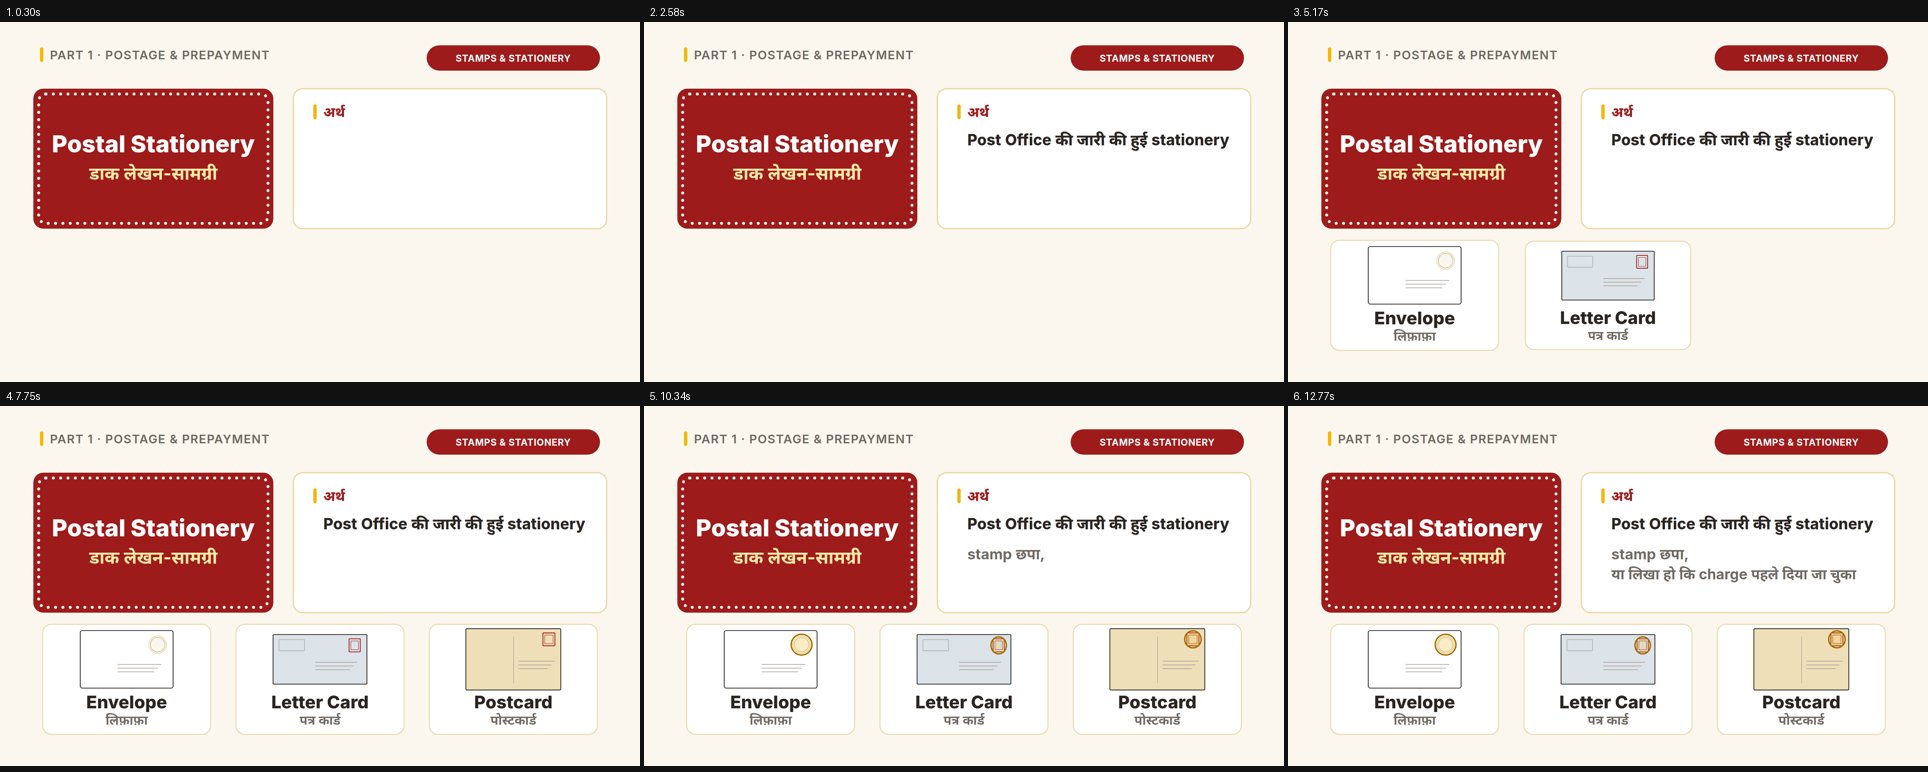 1. 0.30s
PART 1 · POSTAGE & PREPAYMENT
STAMPS & STATIONERY
Postal Stationery
डाक लेखन-सामग्री
अर्थ
2. 2.58s
PART 1 · POSTAGE & PREPAYMENT
STAMPS & STATIONERY
Postal Stationery
डाक लेखन-सामग्री
अर्थ
Post Office की जारी की हुई stationery
3. 5.17s
PART 1 · POSTAGE & PREPAYMENT
STAMPS & STATIONERY
Postal Stationery
डाक लेखन-सामग्री
अर्थ
Post Office की जारी की हुई stationery
Envelope
लिफ़ाफ़ा
Letter Card
पत्र कार्ड
4. 7.75s
PART 1 · POSTAGE & PREPAYMENT
STAMPS & STATIONERY
Postal Stationery
डाक लेखन-सामग्री
अर्थ
Post Office की जारी की हुई stationery
Envelope
लिफ़ाफ़ा
Letter Card
पत्र कार्ड
Postcard
पोस्टकार्ड
5. 10.34s
PART 1 · POSTAGE & PREPAYMENT
STAMPS & STATIONERY
Postal Stationery
डाक लेखन-सामग्री
अर्थ
Post Office की जारी की हुई stationery
stamp छपा,
Envelope
लिफ़ाफ़ा
Letter Card
पत्र कार्ड
Postcard
पोस्टकार्ड
6. 12.77s
PART 1 · POSTAGE & PREPAYMENT
STAMPS & STATIONERY
Postal Stationery
डाक लेखन-सामग्री
अर्थ
Post Office की जारी की हुई stationery
stamp छपा,
या लिखा हो कि charge पहले दिया जा चुका
Envelope
लिफ़ाफ़ा
Letter Card
पत्र कार्ड
Postcard
पोस्टकार्ड